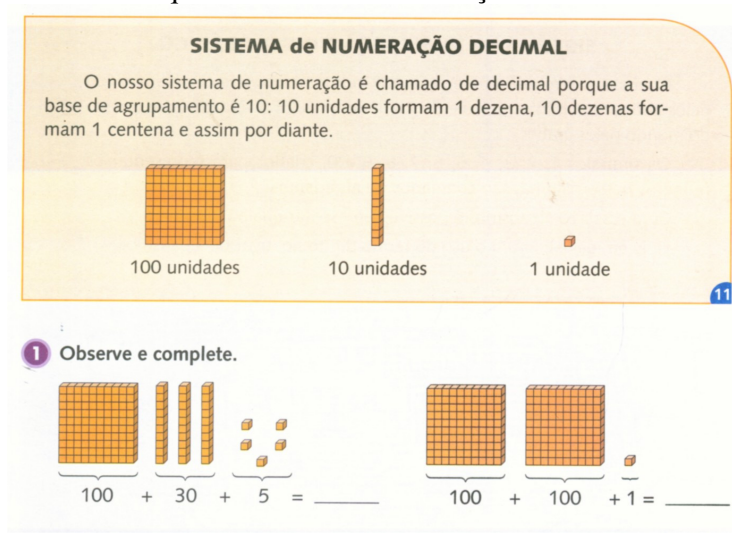 SISTEMA de NUMERAÇÃO DECIMAL
O nosso sistema de numeração é chamado de decimal porque a sua
base de agrupamento é 10: 10 unidades formam 1 dezena, 10 dezenas for-
mam 1 centena e assim por diante.
100 unidades 10 unidades 1 unidade
11
1 Observe e complete.
100 + 30 + 5 = ______ 100 + 100 + 1 = ______